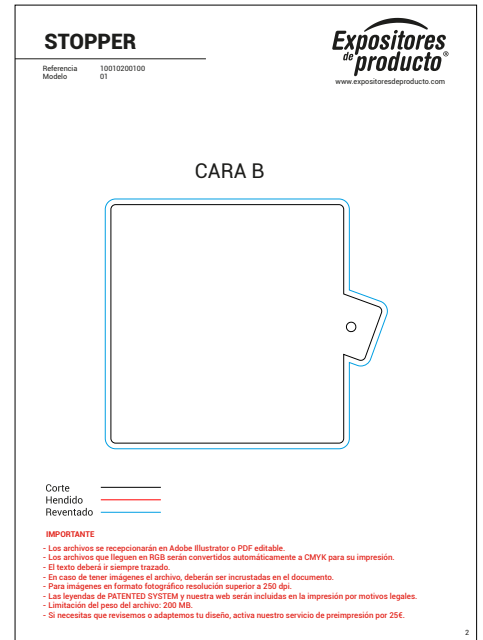 STOPPER
Expositores
de producto®
www.expositoresdeproducto.com
Referencia 10010200100
Modelo 01
CARA B
Corte
Hendido
Reventado
IMPORTANTE
- Los archivos se recepcionarán en Adobe Illustrator o PDF editable.
- Los archivos que lleguen en RGB serán convertidos automáticamente a CMYK para su impresión.
- El texto deberá ir siempre trazado.
- En caso de tener imágenes el archivo, deberán ser incrustadas en el documento.
- Para imágenes en formato fotográfico resolución superior a 250 dpi.
- Las leyendas de PATENTED SYSTEM y nuestra web serán incluidas en la impresión por motivos legales.
- Limitación del peso del archivo: 200 MB.
- Si necesitas que revisemos o adaptemos tu diseño, activa nuestro servicio de preimpresión por 25€.
2